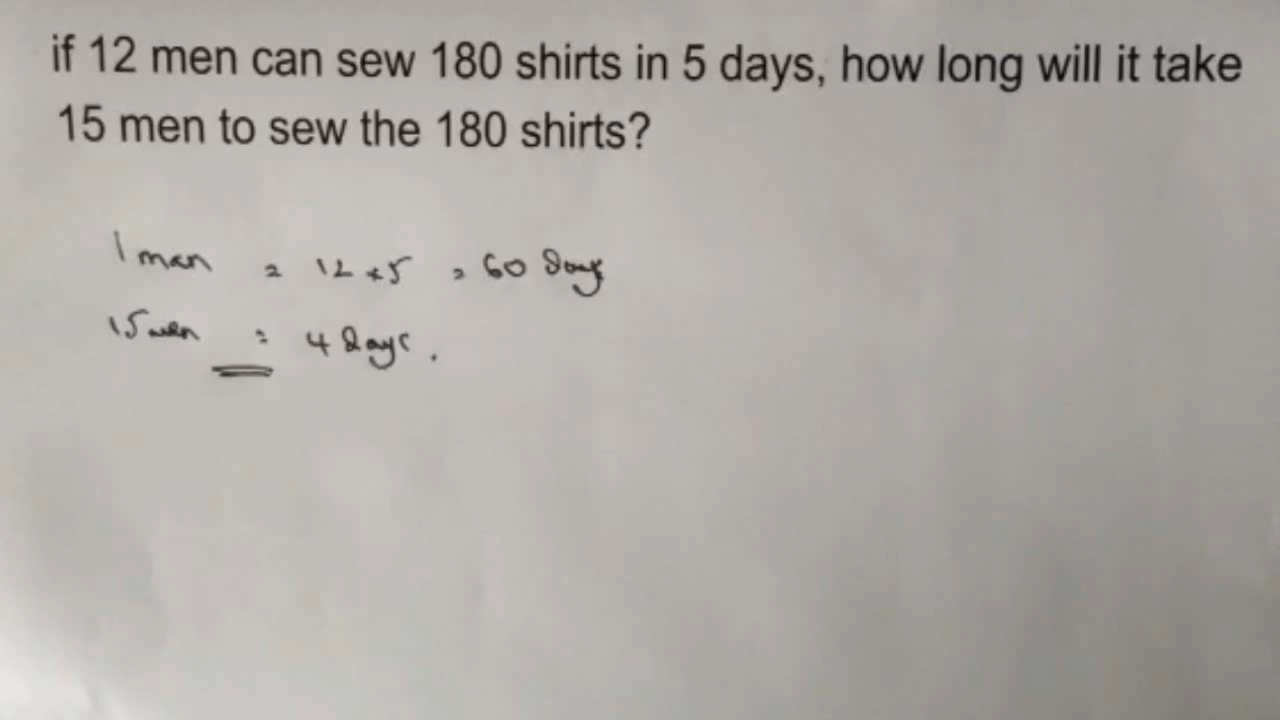 if 12 men can sew 180 shirts in 5 days, how long will it take
15 men to sew the 180 shirts?
1 man = 12 × 5 = 60 days
15 men = 4 days.